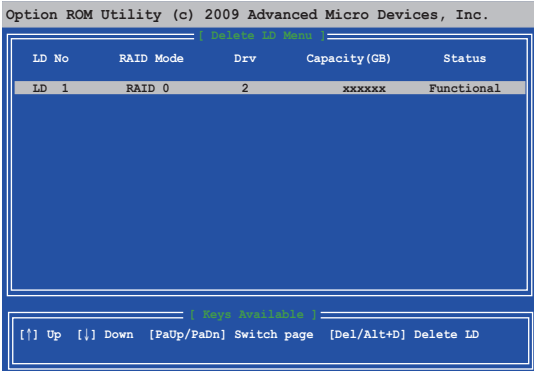 Option ROM Utility (c) 2009 Advanced Micro Devices, Inc.
[ Delete LD Menu ]
LD No RAID Mode Drv Capacity(GB) Status
LD 1 RAID 0 2 xxxxxx Functional
[ Keys Available ]
[↑] Up [↓] Down [PaUp/PaDn] Switch page [Del/Alt+D] Delete LD